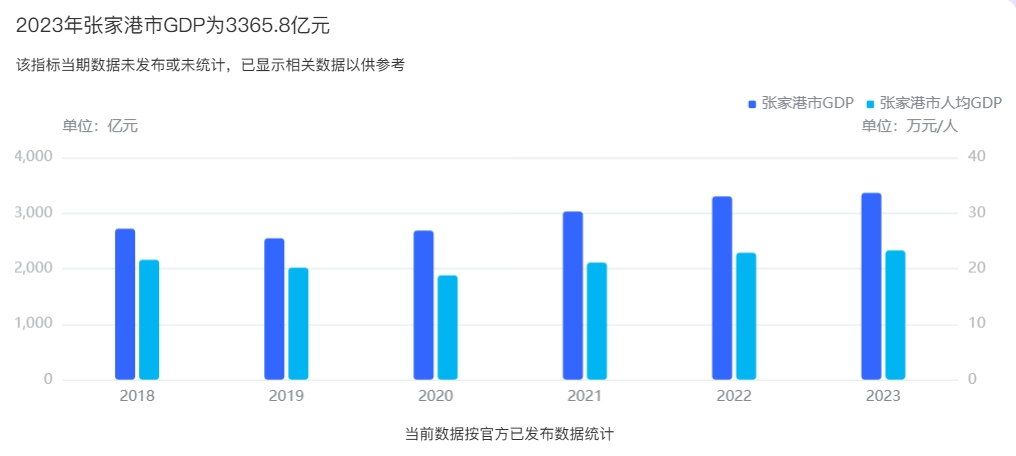 2023年张家港市GDP为3365.8亿元
该指标当期数据未发布或未统计，已显示相关数据以供参考
张家港市GDP 张家港市人均GDP
单位：亿元 单位：万元/人
4,000 40
3,000 30
2,000 20
1,000 10
0 0
2018 2019 2020 2021 2022 2023
当前数据按官方已发布数据统计